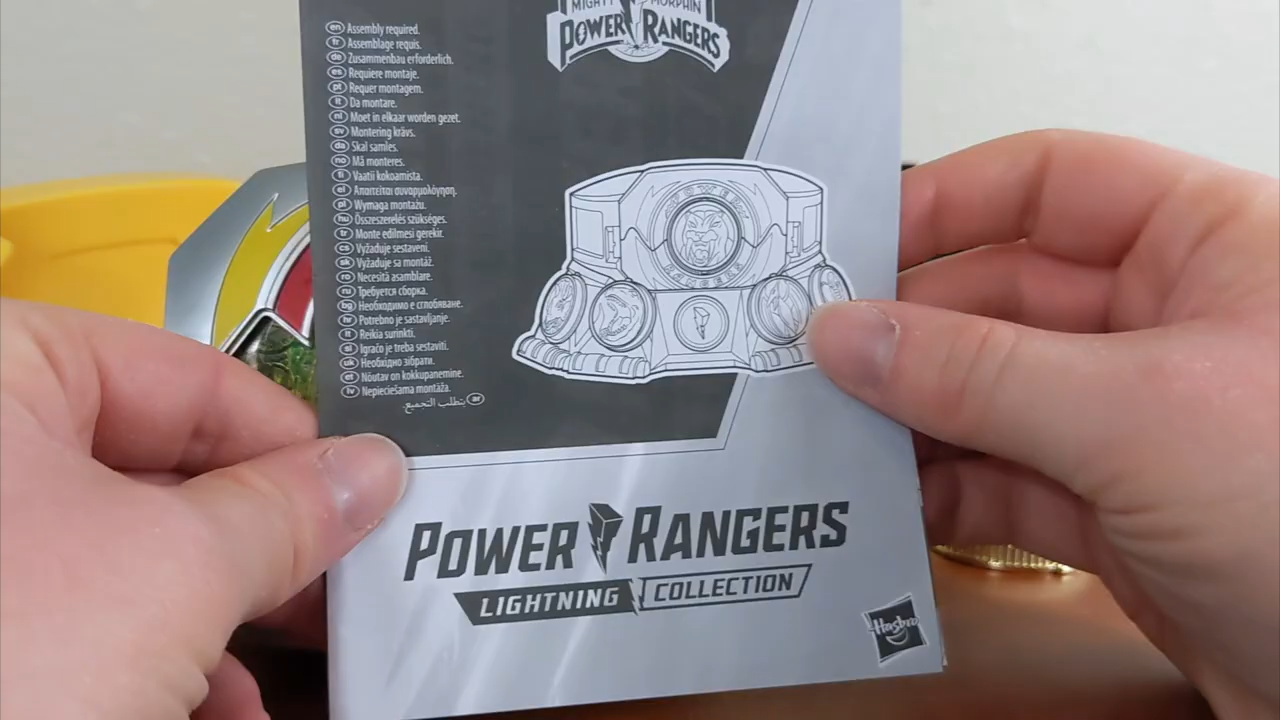 MIGHTY MORPHIN
POWER RANGERS
en Assembly required.
fr Assemblage requis.
de Zusammenbau erforderlich.
es Requiere montaje.
pt Requer montagem.
it Da montare.
nl Moet in elkaar worden gezet.
sv Montering krävs.
da Skal samles.
no Må monteres.
fi Vaatii kokoamista.
el Απαιτείται συναρμολόγηση.
pl Wymaga montażu.
hu Összeszerelés szükséges.
tr Monte edilmesi gerekir.
cs Vyžaduje sestavení.
sk Vyžaduje sa montáž.
ro Necesită asamblare.
ru Требуется сборка.
bg Необходимо е сглобяване.
hr Potrebno je sastavljanje.
lt Reikia surinkti.
sl Igračo je treba sestaviti.
uk Необхідно зібрати.
et Nõutav on kokkupanemine.
lv Nepieciešama montāža.
ar يتطلب التجميع.
POWER
RANGERS
POWER RANGERS
LIGHTNING COLLECTION
Hasbro